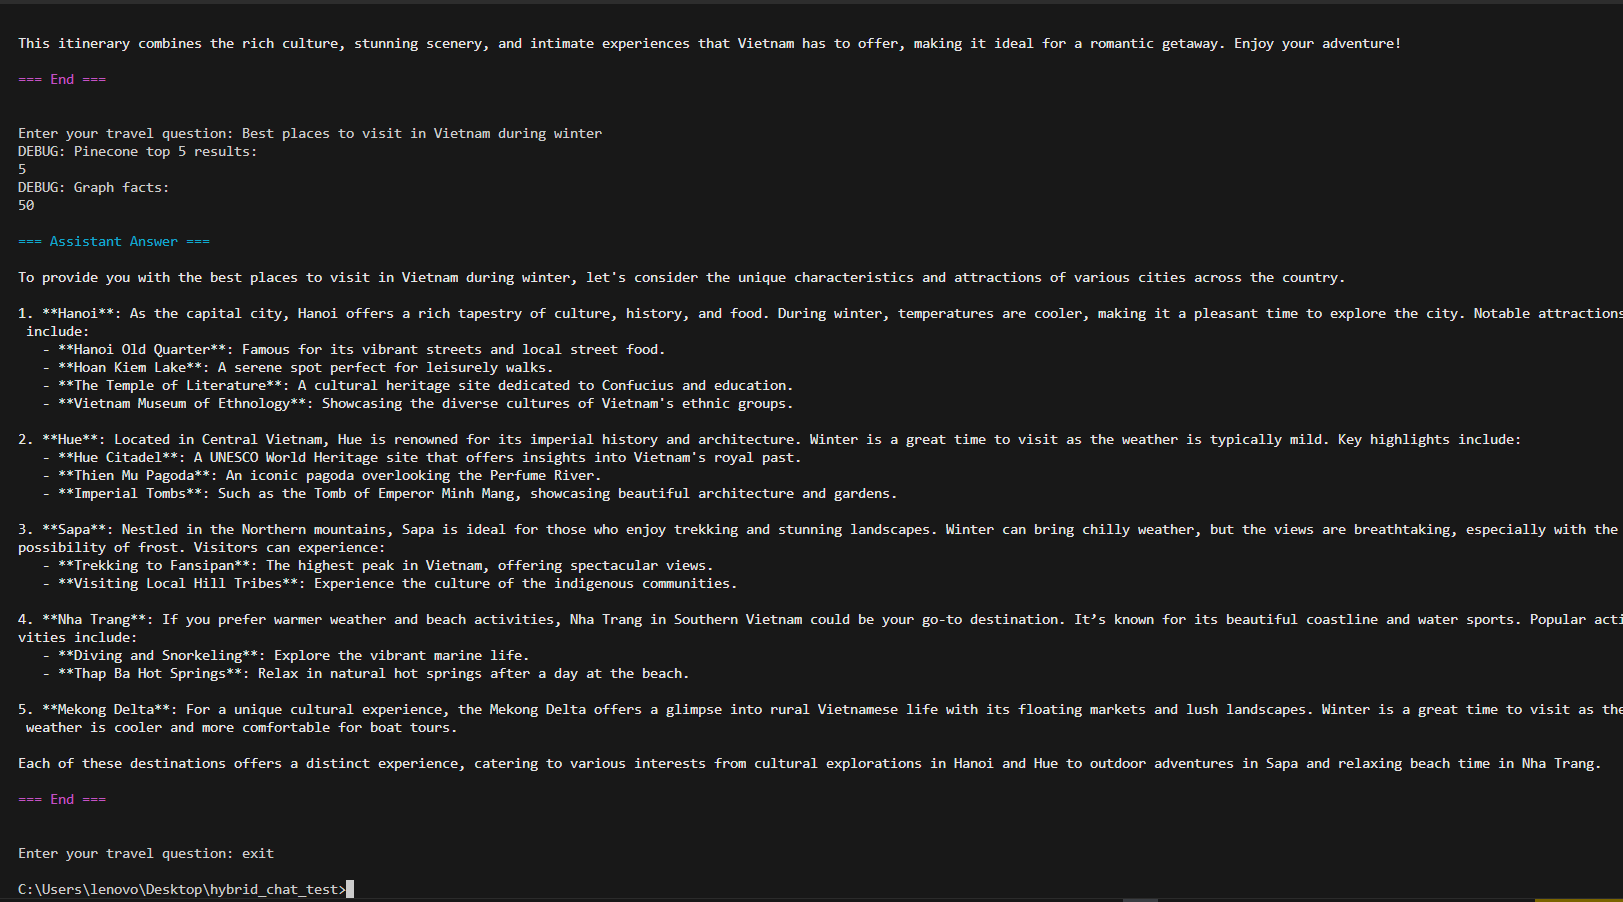 This itinerary combines the rich culture, stunning scenery, and intimate experiences that Vietnam has to offer, making it ideal for a romantic getaway. Enjoy your adventure!
=== End ===
Enter your travel question: Best places to visit in Vietnam during winter
DEBUG: Pinecone top 5 results:
5
DEBUG: Graph facts:
50
=== Assistant Answer ===
To provide you with the best places to visit in Vietnam during winter, let's consider the unique characteristics and attractions of various cities across the country.
1. **Hanoi**: As the capital city, Hanoi offers a rich tapestry of culture, history, and food. During winter, temperatures are cooler, making it a pleasant time to explore the city. Notable attractions
include:
- **Hanoi Old Quarter**: Famous for its vibrant streets and local street food.
- **Hoan Kiem Lake**: A serene spot perfect for leisurely walks.
- **The Temple of Literature**: A cultural heritage site dedicated to Confucius and education.
- **Vietnam Museum of Ethnology**: Showcasing the diverse cultures of Vietnam's ethnic groups.
2. **Hue**: Located in Central Vietnam, Hue is renowned for its imperial history and architecture. Winter is a great time to visit as the weather is typically mild. Key highlights include:
- **Hue Citadel**: A UNESCO World Heritage site that offers insights into Vietnam's royal past.
- **Thien Mu Pagoda**: An iconic pagoda overlooking the Perfume River.
- **Imperial Tombs**: Such as the Tomb of Emperor Minh Mang, showcasing beautiful architecture and gardens.
3. **Sapa**: Nestled in the Northern mountains, Sapa is ideal for those who enjoy trekking and stunning landscapes. Winter can bring chilly weather, but the views are breathtaking, especially with the
possibility of frost. Visitors can experience:
- **Trekking to Fansipan**: The highest peak in Vietnam, offering spectacular views.
- **Visiting Local Hill Tribes**: Experience the culture of the indigenous communities.
4. **Nha Trang**: If you prefer warmer weather and beach activities, Nha Trang in Southern Vietnam could be your go-to destination. It’s known for its beautiful coastline and water sports. Popular acti
vities include:
- **Diving and Snorkeling**: Explore the vibrant marine life.
- **Thap Ba Hot Springs**: Relax in natural hot springs after a day at the beach.
5. **Mekong Delta**: For a unique cultural experience, the Mekong Delta offers a glimpse into rural Vietnamese life with its floating markets and lush landscapes. Winter is a great time to visit as the
weather is cooler and more comfortable for boat tours.
Each of these destinations offers a distinct experience, catering to various interests from cultural explorations in Hanoi and Hue to outdoor adventures in Sapa and relaxing beach time in Nha Trang.
=== End ===
Enter your travel question: exit
C:\Users\lenovo\Desktop\hybrid_chat_test>